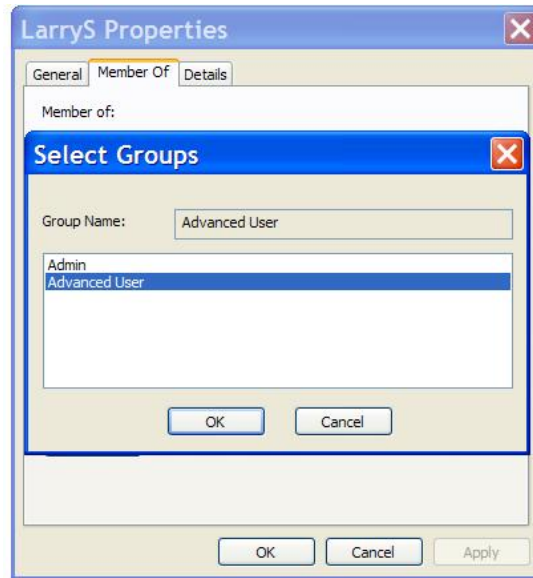 LarryS Properties
General Member Of Details
Member of:
Select Groups
Group Name: Advanced User
Admin
Advanced User
OK Cancel
OK Cancel Apply